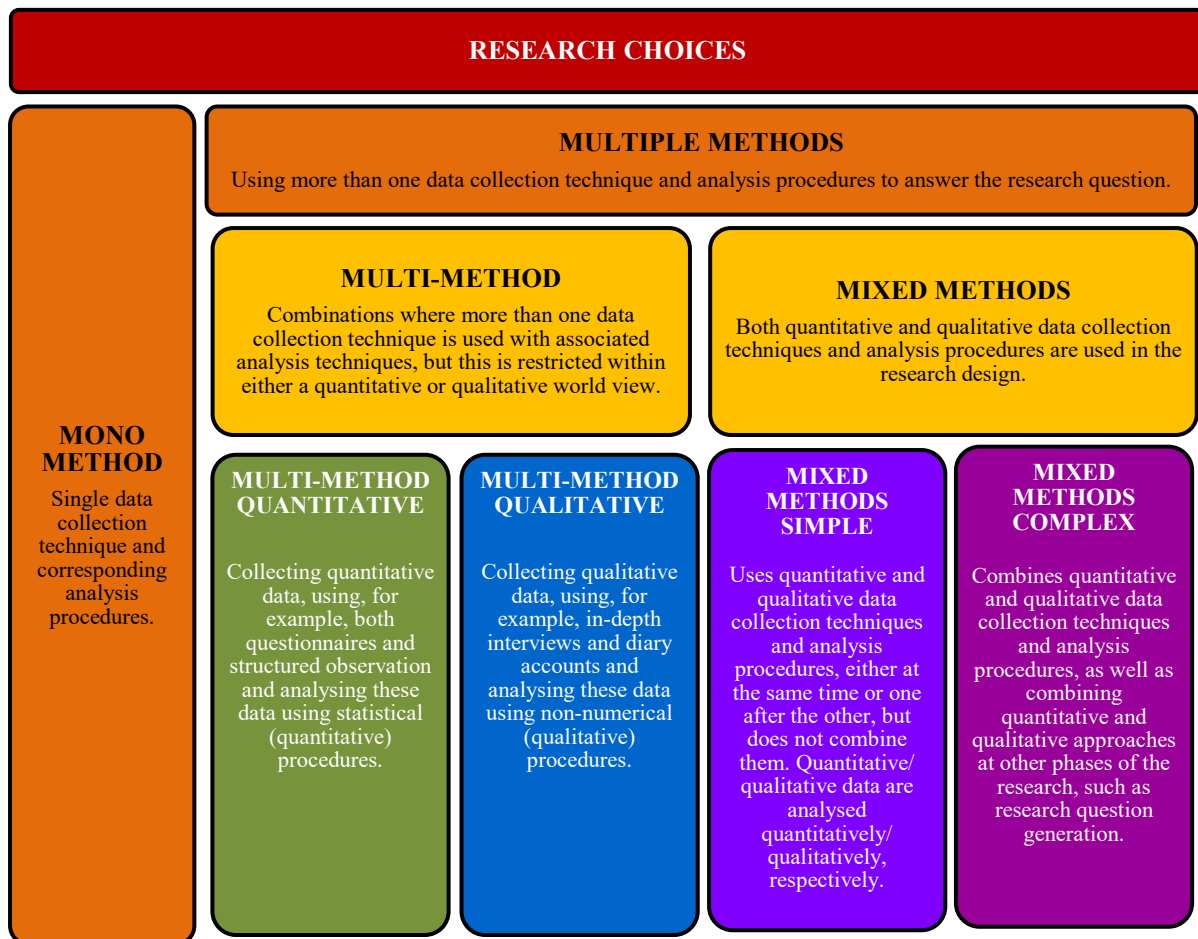 RESEARCH CHOICES
MULTIPLE METHODS
Using more than one data collection technique and analysis procedures to answer the research question.
MONO
METHOD
Single data
collection
technique and
corresponding
analysis
procedures.
MULTI-METHOD
Combinations where more than one data
collection technique is used with associated
analysis techniques, but this is restricted within
either a quantitative or qualitative world view.
MIXED METHODS
Both quantitative and qualitative data collection
techniques and analysis procedures are used in the
research design.
MULTI-METHOD
QUANTITATIVE
Collecting quantitative
data, using, for
example, both
questionnaires and
structured observation
and analysing these
data using statistical
(quantitative)
procedures.
MULTI-METHOD
QUALITATIVE
Collecting qualitative
data, using, for
example, in-depth
interviews and diary
accounts and
analysing these data
using non-numerical
(qualitative)
procedures.
MIXED
METHODS
SIMPLE
Uses quantitative and
qualitative data
collection techniques
and analysis
procedures, either at
the same time or one
after the other, but
does not combine
them. Quantitative/
qualitative data are
analysed
quantitatively/
qualitatively,
respectively.
MIXED
METHODS
COMPLEX
Combines quantitative
and qualitative data
collection techniques
and analysis
procedures, as well as
combining
quantitative and
qualitative approaches
at other phases of the
research, such as
research question
generation.